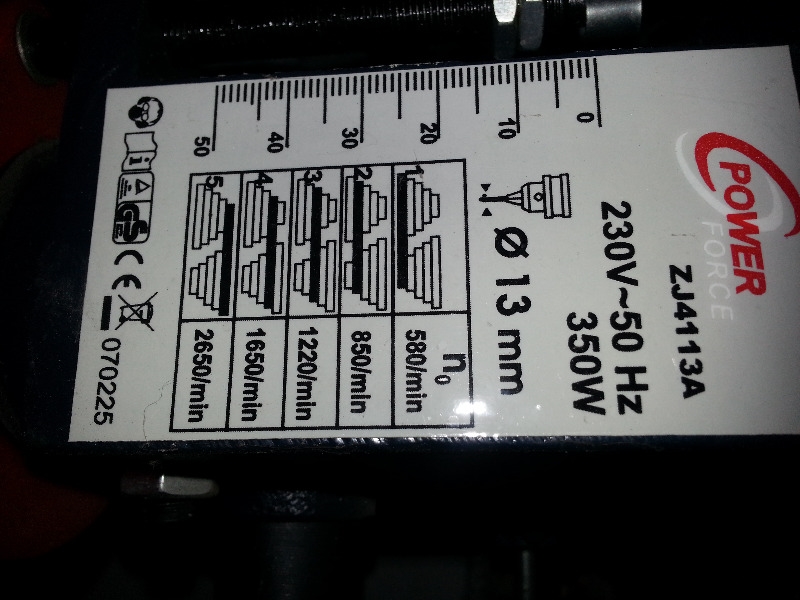 POWER
FORCE
ZJ4113A
230V~50 Hz
350W
Ø 13 mm
0
10
20
30
40
50
n₀
1
580/min
2
850/min
3
1220/min
4
1650/min
5
2650/min
i
GS
CE
070225